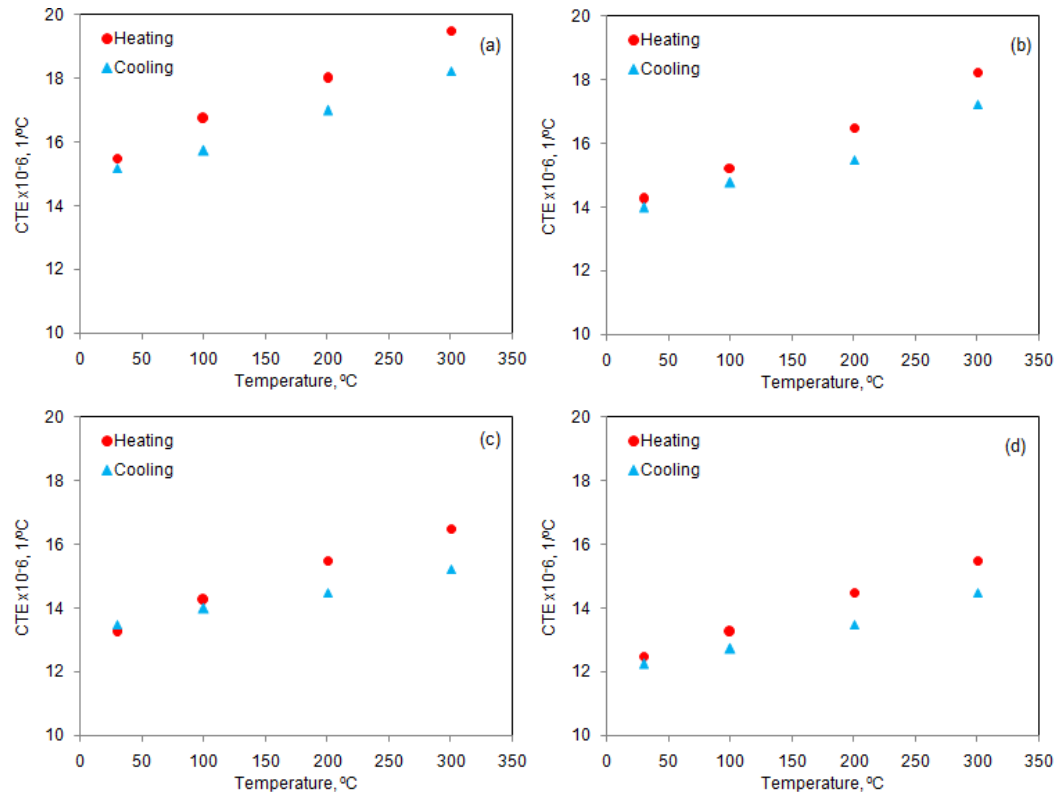 20
18
16
14
12
10
CTE x10-6, 1/ºC
Heating
Cooling
(a)
0 50 100 150 200 250 300 350
Temperature, ºC
20
18
16
14
12
10
CTE x10-6, 1/ºC
Heating
Cooling
(b)
0 50 100 150 200 250 300 350
Temperature, ºC
20
18
16
14
12
10
CTE x10-6, 1/ºC
Heating
Cooling
(c)
0 50 100 150 200 250 300 350
Temperature, ºC
20
18
16
14
12
10
CTE x10-6, 1/ºC
Heating
Cooling
(d)
0 50 100 150 200 250 300 350
Temperature, ºC